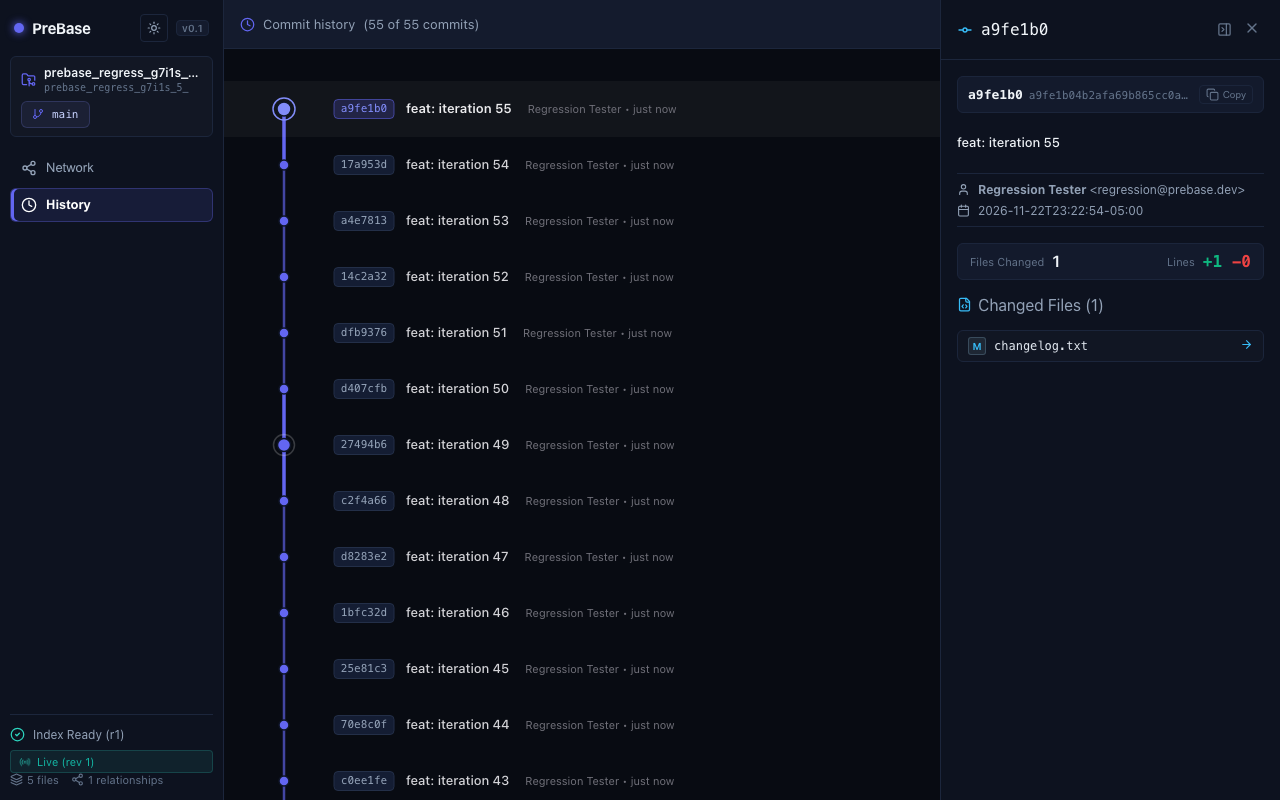 PreBase
v0.1
prebase_regress_g7i1s_...
prebase_regress_g7i1s_5_
main
Network
History
Index Ready (r1)
Live (rev 1)
5 files 1 relationships
Commit history (55 of 55 commits)
a9fe1b0 feat: iteration 55 Regression Tester • just now
17a953d feat: iteration 54 Regression Tester • just now
a4e7813 feat: iteration 53 Regression Tester • just now
14c2a32 feat: iteration 52 Regression Tester • just now
dfb9376 feat: iteration 51 Regression Tester • just now
d407cfb feat: iteration 50 Regression Tester • just now
27494b6 feat: iteration 49 Regression Tester • just now
c2f4a66 feat: iteration 48 Regression Tester • just now
d8283e2 feat: iteration 47 Regression Tester • just now
1bfc32d feat: iteration 46 Regression Tester • just now
25e81c3 feat: iteration 45 Regression Tester • just now
70e8c0f feat: iteration 44 Regression Tester • just now
c0ee1fe feat: iteration 43 Regression Tester • just now
a9fe1b0
a9fe1b0 a9fe1b04b2afa69b865cc0a… Copy
feat: iteration 55
Regression Tester <regression@prebase.dev>
2026-11-22T23:22:54-05:00
Files Changed 1 Lines +1 −0
Changed Files (1)
M changelog.txt